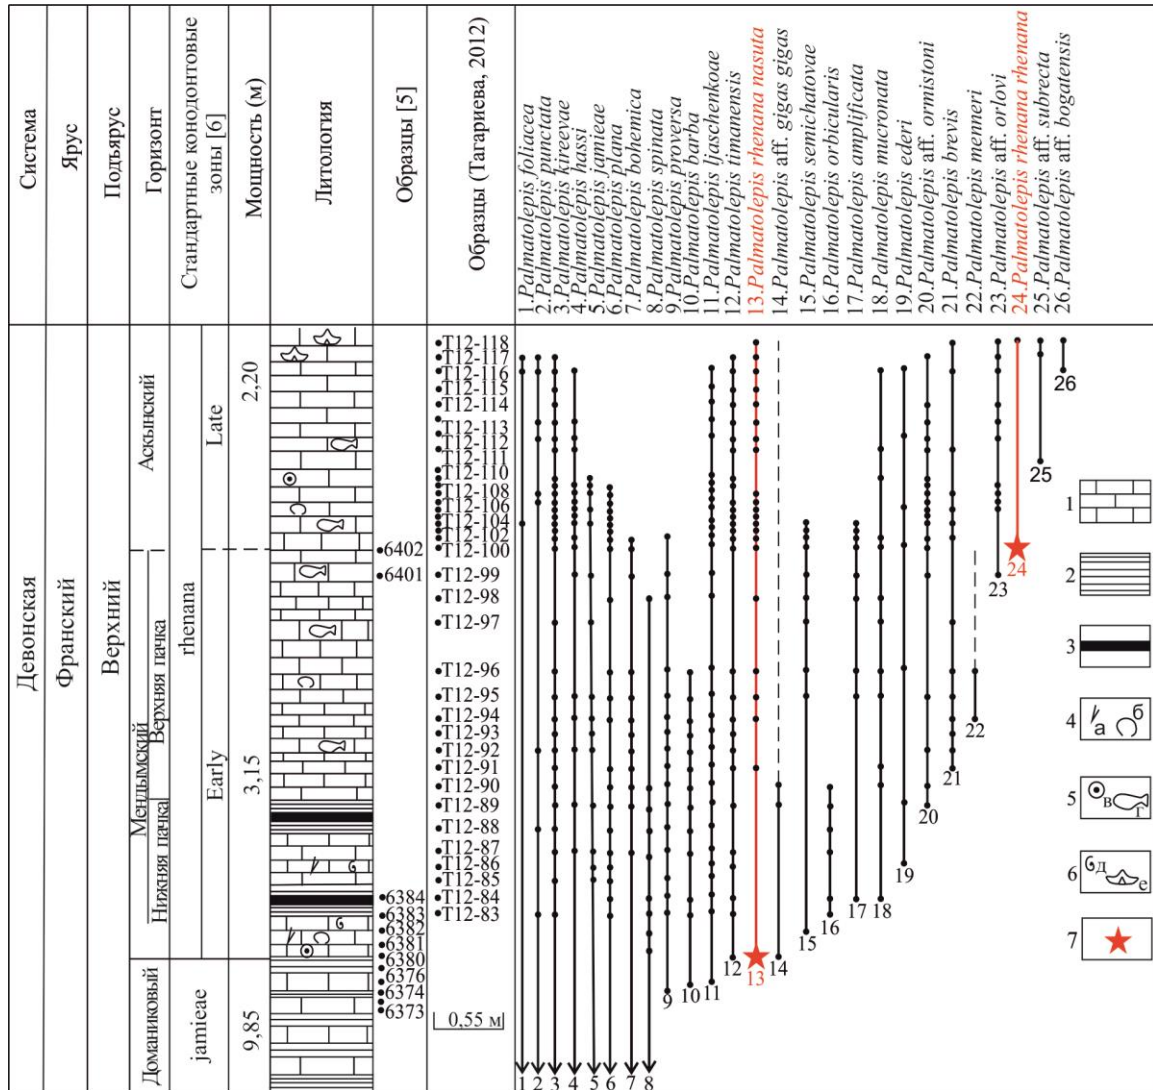 Система
Ярус
Подъярус
Горизонт
Стандартные конодонтовые
зоны [6]
Мощность (м)
Литология
Образцы [5]
Образцы (Тагариева, 2012)
1.Palmatolepis foliacea
2.Palmatolepis punctata
3.Palmatolepis kireevae
4.Palmatolepis hassi
5.Palmatolepis jamieae
6.Palmatolepis plana
7.Palmatolepis bohemica
8.Palmatolepis spinata
9.Palmatolepis proversa
10.Palmatolepis barba
11.Palmatolepis ljaschenkoae
12.Palmatolepis timanensis
13.Palmatolepis rhenana nasuta
14.Palmatolepis aff. gigas gigas
15.Palmatolepis semichatovae
16.Palmatolepis orbicularis
17.Palmatolepis amplificata
18.Palmatolepis mucronata
19.Palmatolepis ederi
20.Palmatolepis aff. ormistoni
21.Palmatolepis brevis
22.Palmatolepis menneri
23.Palmatolepis aff. orlovi
24.Palmatolepis rhenana rhenana
25.Palmatolepis aff. subrecta
26.Palmatolepis aff. bogatensis
Девонская
Франский
Верхний
Аскынский
Мендымский
Верхняя пачка
Нижняя пачка
Доманиковый
rhenana
Late
Early
jamieae
2,20
3,15
9,85
6402
6401
6384
6383
6382
6381
6380
6376
6374
6373
T12-118
T12-117
T12-116
T12-115
T12-114
T12-113
T12-112
T12-111
T12-110
T12-108
T12-106
T12-104
T12-102
T12-100
T12-99
T12-98
T12-97
T12-96
T12-95
T12-94
T12-93
T12-92
T12-91
T12-90
T12-89
T12-88
T12-87
T12-86
T12-85
T12-84
T12-83
0,55 м
1
2
3
4
5
6
7
8
9
10
11
12
13
14
15
16
17
18
19
20
21
22
23
24
25
26
1
2
3
4
а
б
5
в
г
6
д
е
7